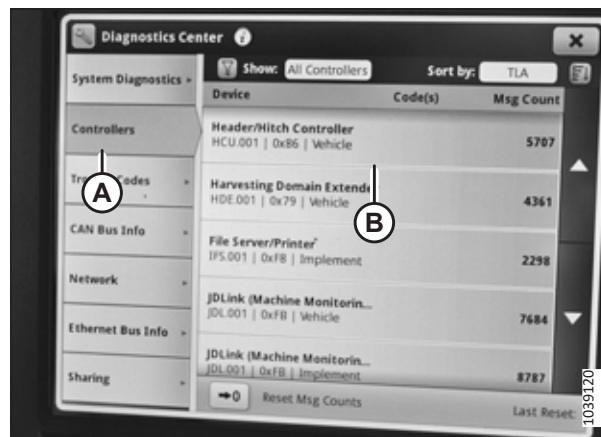 Diagnostics Center i
System Diagnostics
Show: All Controllers Sort by: TLA
Device Code(s) Msg Count
Controllers
Header/Hitch Controller
HCU.001 | 0xB6 | Vehicle
5707
A
Codes
Harvesting Domain Extende
HDE.001 | 0x79 | Vehicle
4361
B
CAN Bus Info
File Server/Printer
IFS.001 | 0xFB | Implement
2298
Network
JDLink (Machine Monitorin...
JDL.001 | 0xFB | Vehicle
7684
Ethernet Bus Info
JDLink (Machine Monitorin...
JDL.001 | 0xFB | Implement
8787
Sharing
→0 Reset Msg Counts
Last Reset:
1039120